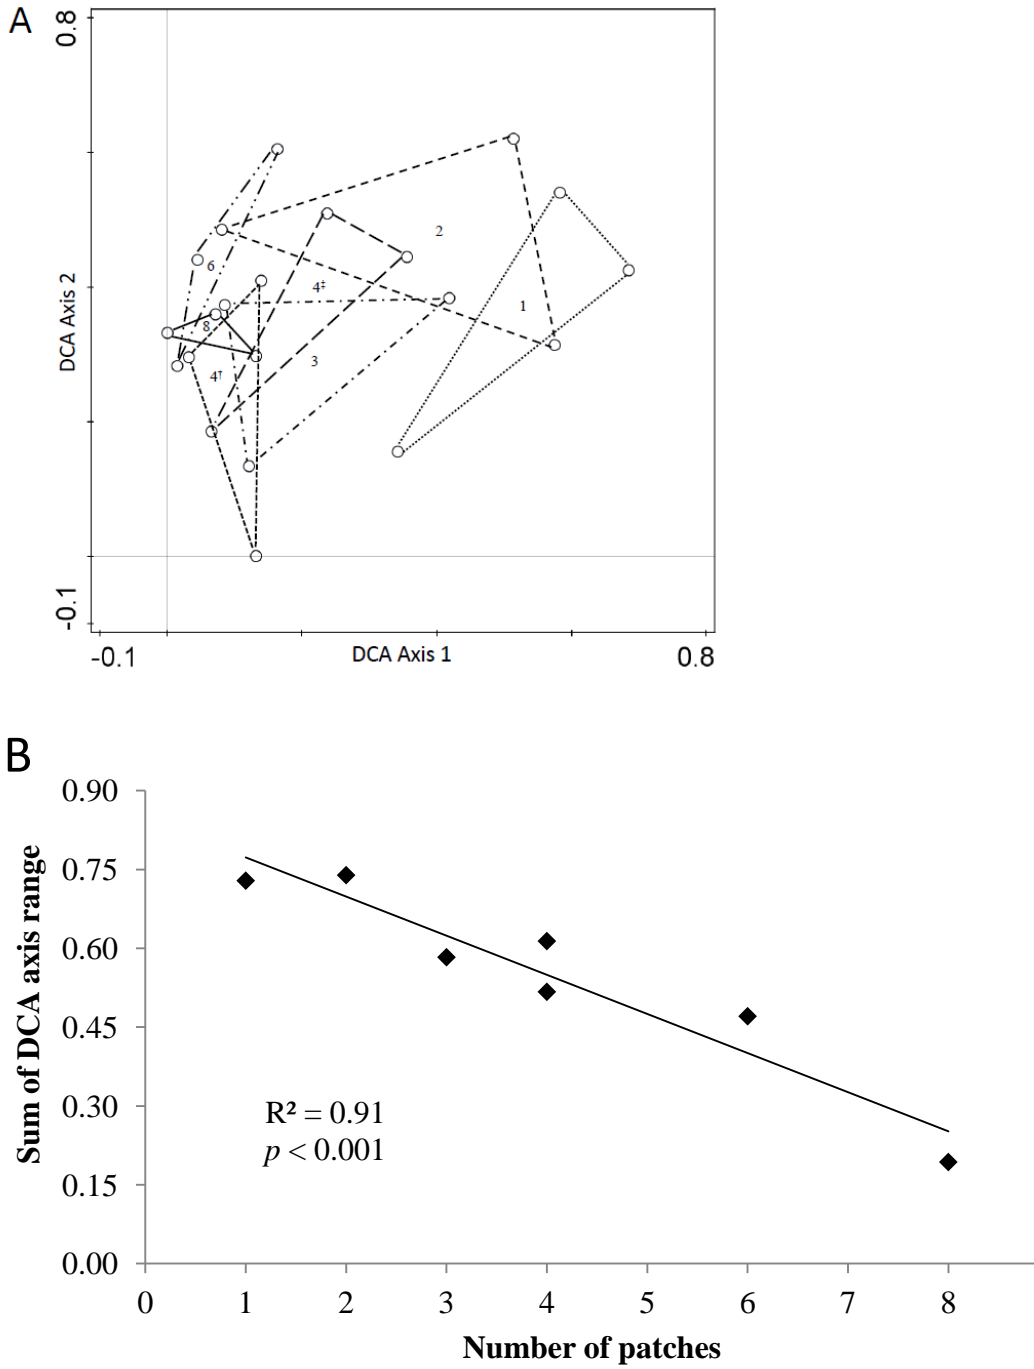 A
0.8
DCA Axis 2
-0.1
2
6
4‡
1
8
3
4†
-0.1
DCA Axis 1
0.8
B
Sum of DCA axis range
0.90
0.75
0.60
0.45
0.30
0.15
0.00
R² = 0.91
p < 0.001
0 1 2 3 4 5 6 7 8
Number of patches